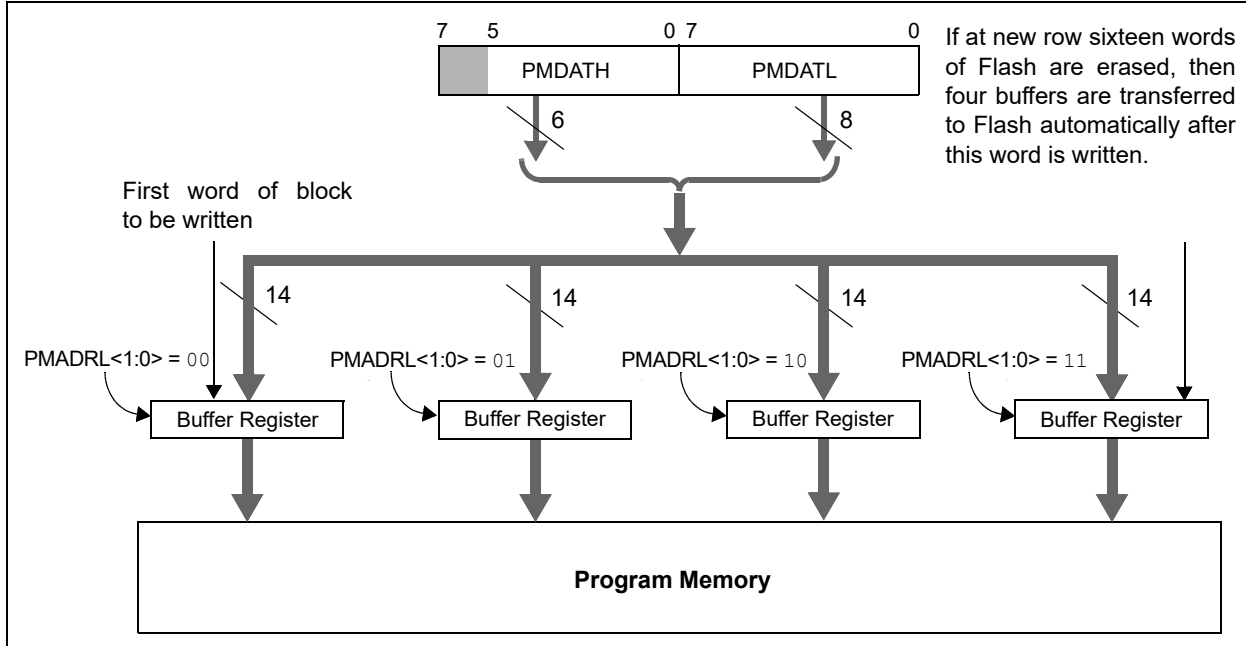 7 5 0 7 0
PMDATH PMDATL
6 8
If at new row sixteen words
of Flash are erased, then
four buffers are transferred
to Flash automatically after
this word is written.
First word of block
to be written
14 14 14 14
PMADRL<1:0> = 00 PMADRL<1:0> = 01 PMADRL<1:0> = 10 PMADRL<1:0> = 11
Buffer Register Buffer Register Buffer Register Buffer Register
Program Memory